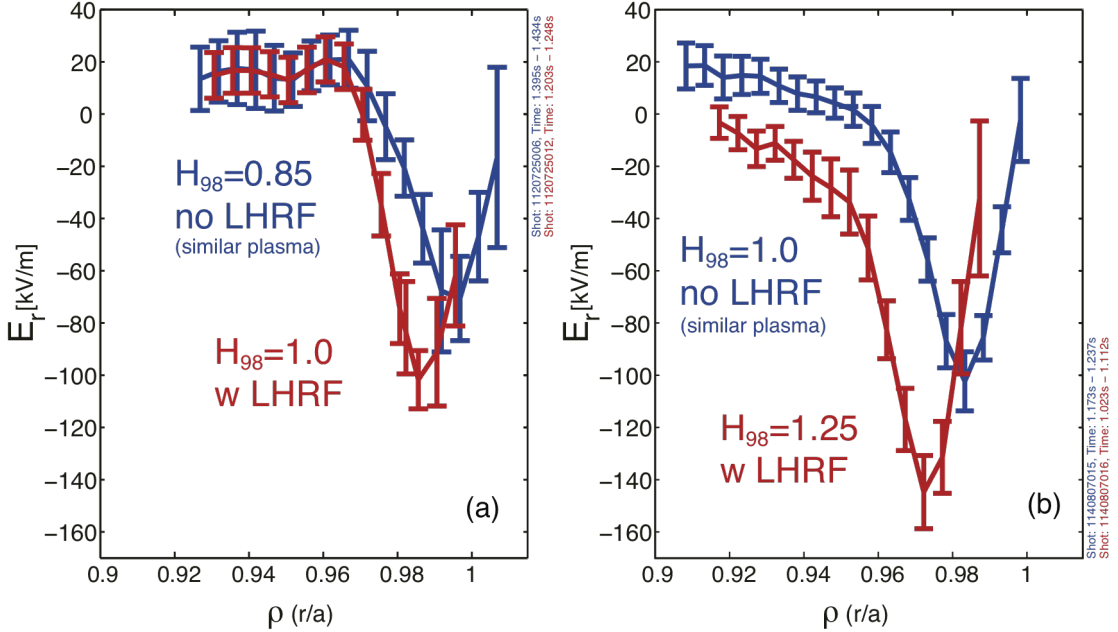 40
20
0
−20
−40
−60
−80
−100
−120
−140
−160
E_r[kV/m]
H_98=0.85
no LHRF
(similar plasma)
H_98=1.0
w LHRF
(a)
0.9
0.92
0.94
0.96
0.98
1
ρ (r/a)
Shot: 1120725006, Time: 1.395s − 1.434s
Shot: 1120725012, Time: 1.203s − 1.248s
40
20
0
−20
−40
−60
−80
−100
−120
−140
−160
E_r[kV/m]
H_98=1.0
no LHRF
(similar plasma)
H_98=1.25
w LHRF
(b)
0.9
0.92
0.94
0.96
0.98
1
ρ (r/a)
Shot: 1140807015, Time: 1.173s − 1.237s
Shot: 1140807016, Time: 1.023s − 1.112s